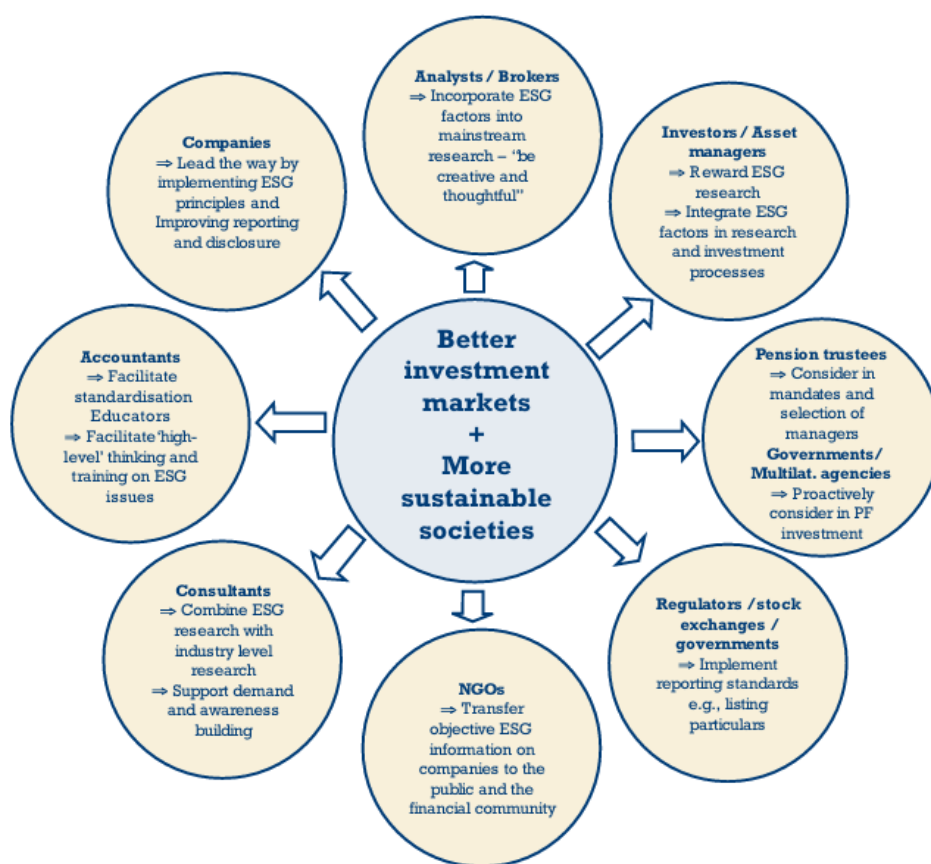 Analysts / Brokers
⇒ Incorporate ESG
factors into
mainstream
research – “be
creative and
thoughtful”
Investors / Asset
managers
⇒ Reward ESG
research
⇒ Integrate ESG
factors in research
and investment
processes
Pension trustees
⇒ Consider in
mandates and
selection of
managers
Governments/
Multilat. agencies
⇒ Proactively
consider in PF
investment
Regulators / stock
exchanges /
governments
⇒ Implement
reporting standards
e.g., listing
particulars
NGOs
⇒ Transfer
objective ESG
information on
companies to the
public and the
financial community
Consultants
⇒ Combine ESG
research with
industry level
research
⇒ Support demand
and awareness
building
Accountants
⇒ Facilitate
standardisation
Educators
⇒ Facilitate 'high-
level' thinking and
training on ESG
issues
Companies
⇒ Lead the way by
implementing ESG
principles and
Improving reporting
and disclosure
Better
investment
markets
+
More
sustainable
societies